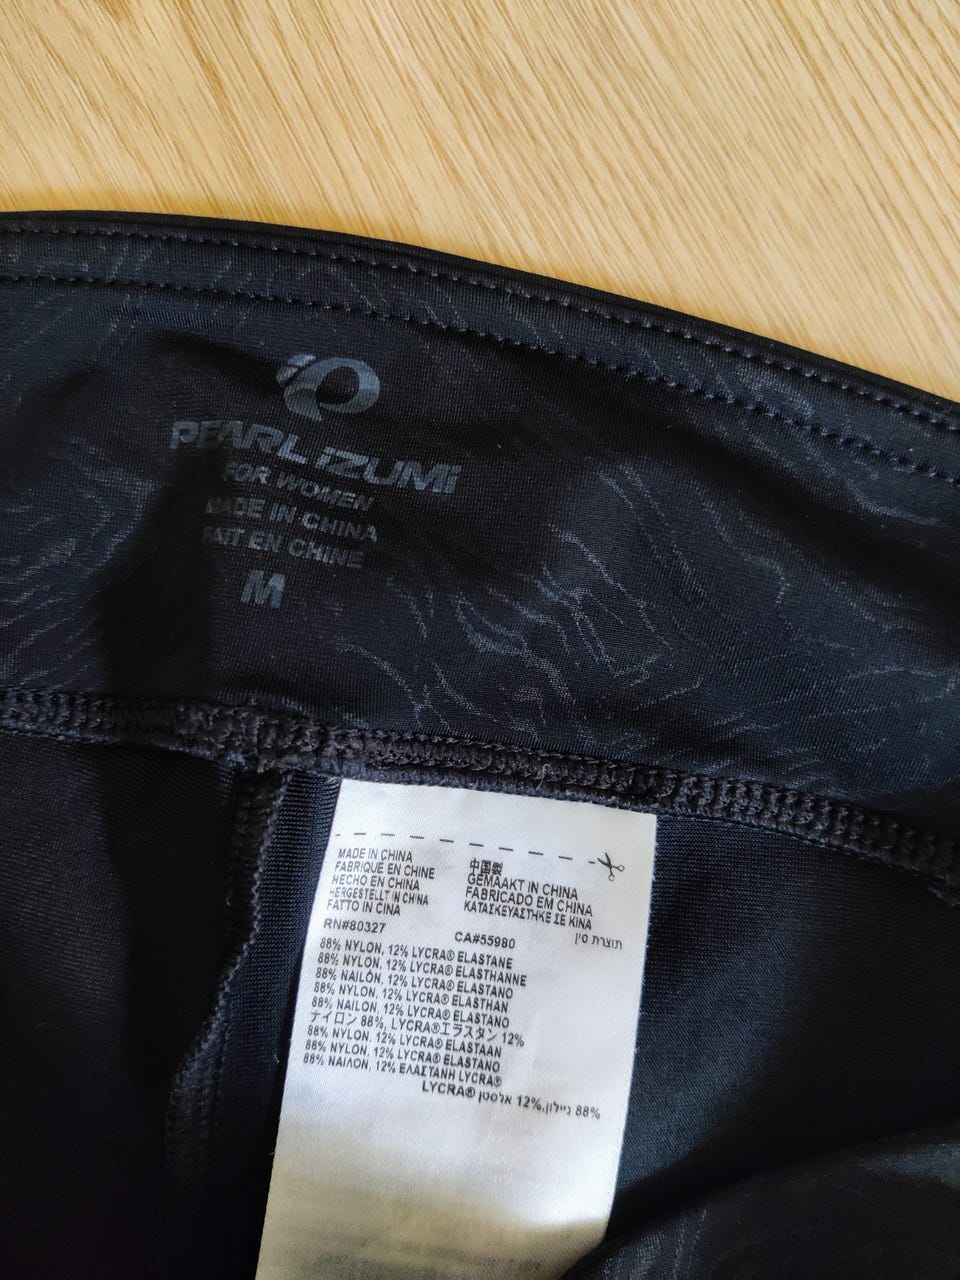 PEARL iZUMi
FOR WOMEN
MADE IN CHINA
FAIT EN CHINE
M
MADE IN CHINA
FABRIQUE EN CHINE
HECHO EN CHINA
HERGESTELLT IN CHINA
FATTO IN CINA
中国製
GEMAAKT IN CHINA
FABRICADO EM CHINA
ΚΑΤΑΣΚΕΥΑΣΤΗΚΕ ΣΕ ΚΙΝΑ
תוצרת סין
RN#80327
CA#55980
88% NYLON, 12% LYCRA® ELASTANE
88% NYLON, 12% LYCRA® ELASTHANNE
88% NAILÓN, 12% LYCRA® ELASTANO
88% NYLON, 12% LYCRA® ELASTHAN
88% NAILON, 12% LYCRA® ELASTANO
ナイロン 88%, LYCRA®エラスタン 12%
88% NYLON, 12% LYCRA® ELASTAAN
88% NYLON, 12% LYCRA® ELASTANO
88% ΝΑΙΛΟΝ, 12% ΕΛΑΣΤΑΝΗ LYCRA®
88% ניילון, 12% אלסטן LYCRA®